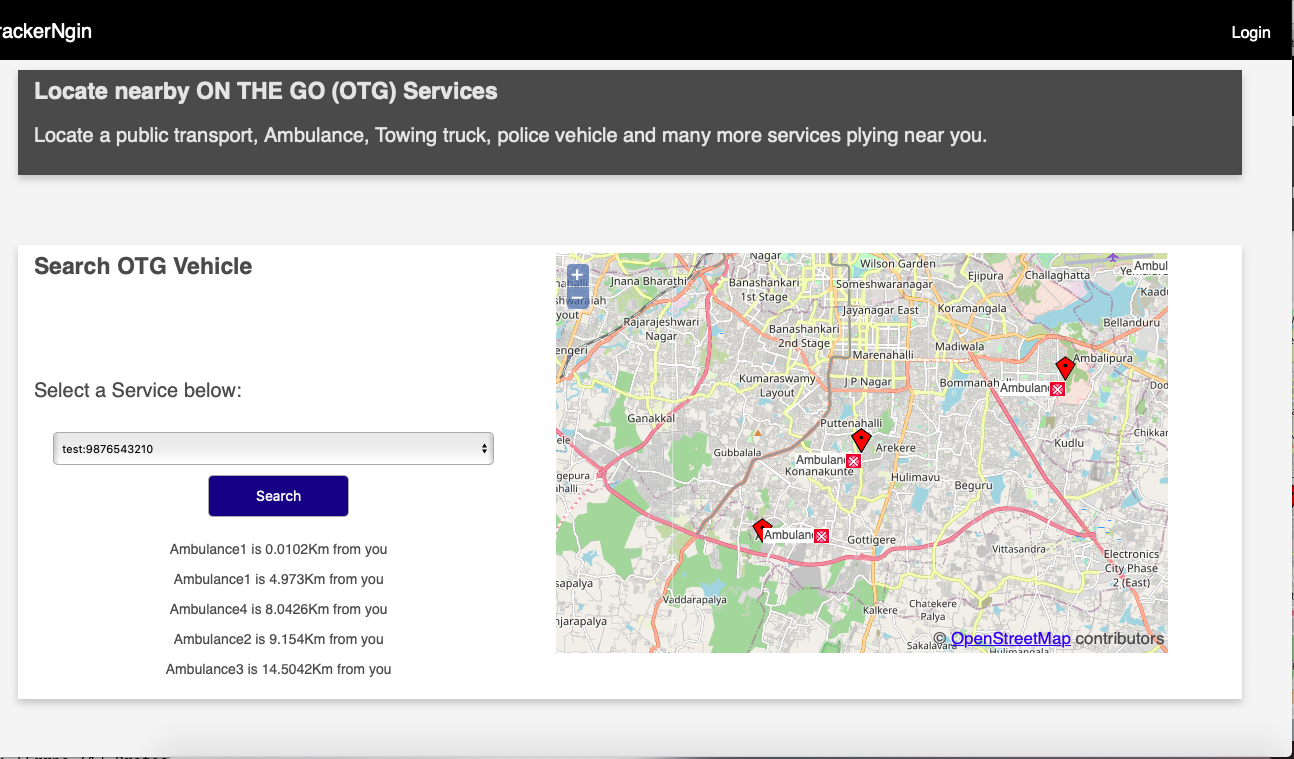 rackerNgin
Login
Locate nearby ON THE GO (OTG) Services
Locate a public transport, Ambulance, Towing truck, police vehicle and many more services plying near you.
Search OTG Vehicle
Select a Service below:
test:9876543210
Search
Ambulance1 is 0.0102Km from you
Ambulance1 is 4.973Km from you
Ambulance4 is 8.0426Km from you
Ambulance2 is 9.154Km from you
Ambulance3 is 14.5042Km from you
+
−
Nagar
Wilson Garden
Ambul
Jnana Bharathi
Banashankari
1st Stage
Someshwaranagar
Ejipura
Challaghatta
Kaadu
Rajarajeshwari
Nagar
Jayanagar East
Koramangala
Bellanduru
Banashankari
2nd Stage
Marenahalli
Madiwala
Ambalipura
Kumaraswamy
Layout
J P Nagar
Bommanah
Ambulanc
Dod
Ganakkal
Puttenahalli
Arekere
Chikkan
Kudlu
Gubbalala
Ambulanc
Konanakunte
Hulimavu
Beguru
gepura
halli
Ambulanc
Gottigere
Vittasandra
Electronics
City Phase
2 (East)
sapalya
Vaddarapalya
Kalkere
Chatekere
Palya
njarapalya
© OpenStreetMap contributors
Sakalavara
Hulimangala